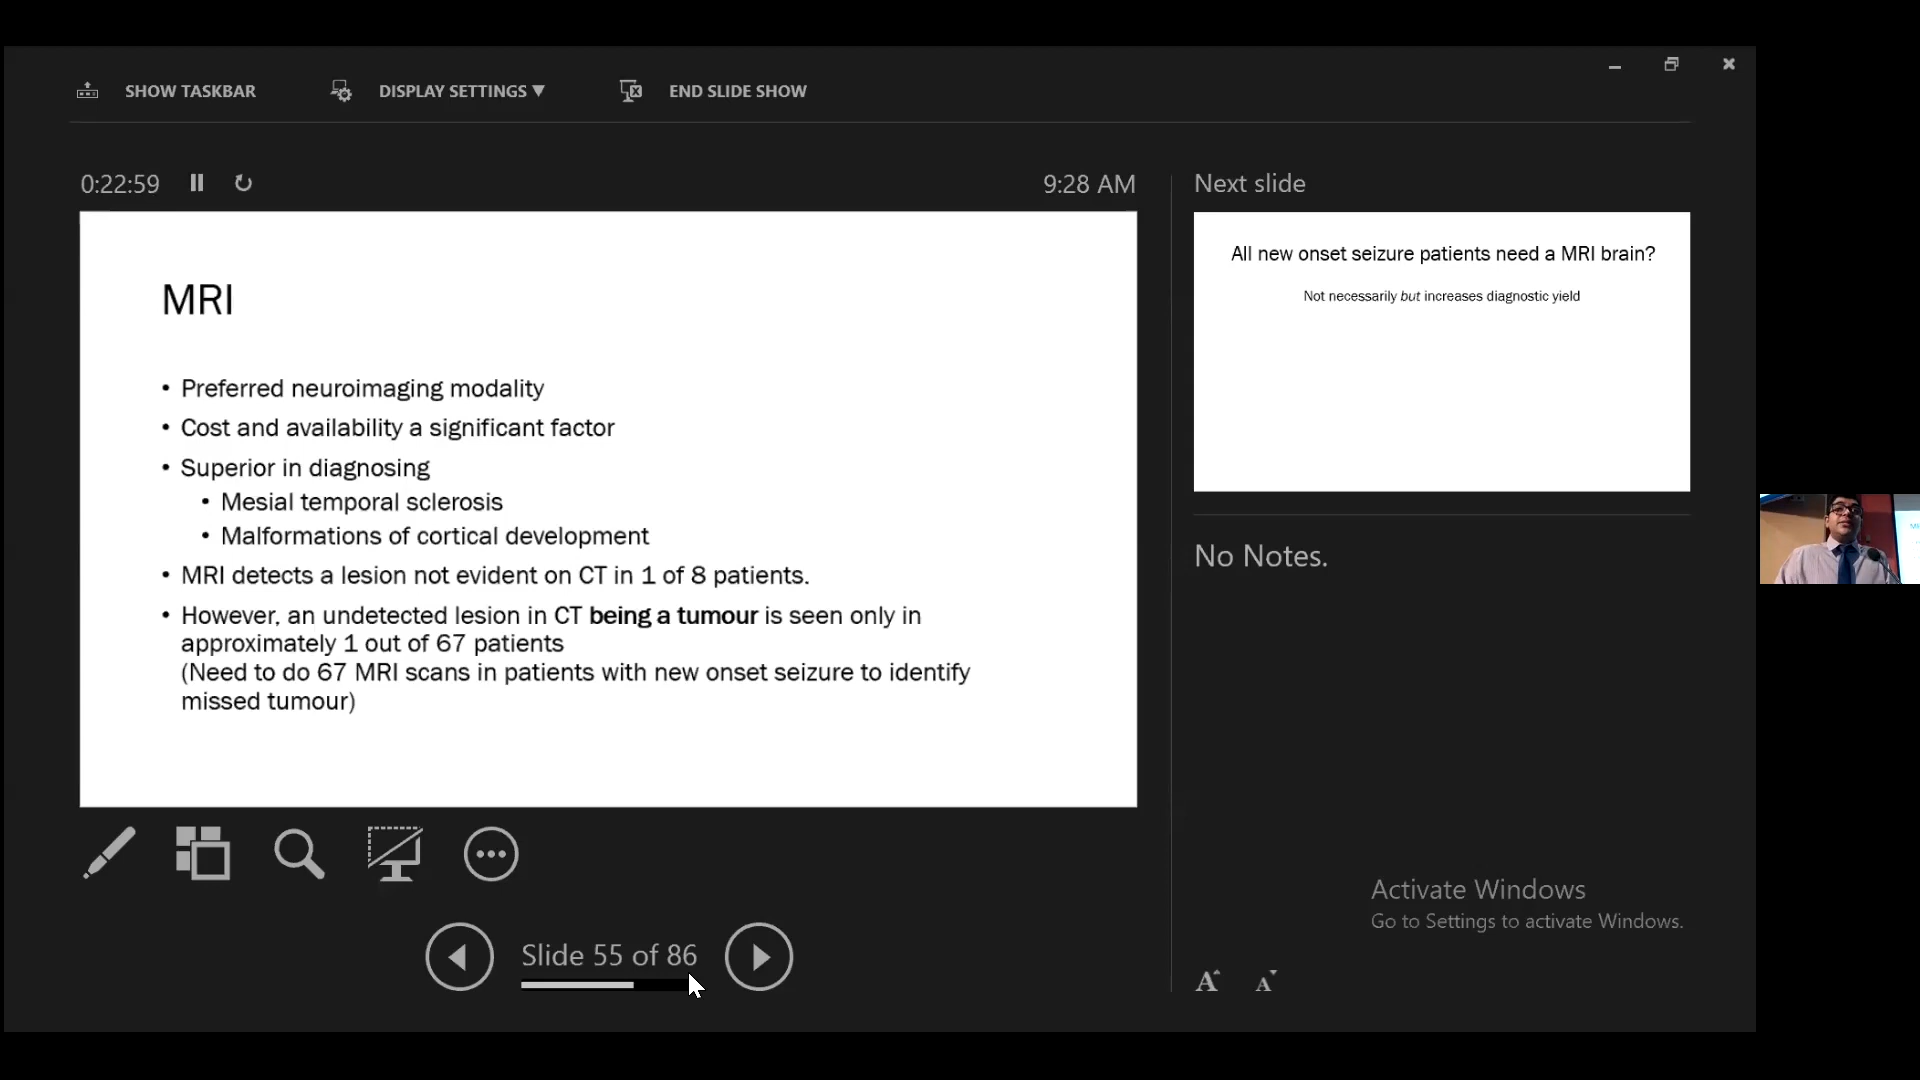 SHOW TASKBAR
DISPLAY SETTINGS ▼
END SLIDE SHOW
0:22:59
9:28 AM
MRI
• Preferred neuroimaging modality
• Cost and availability a significant factor
• Superior in diagnosing
• Mesial temporal sclerosis
• Malformations of cortical development
• MRI detects a lesion not evident on CT in 1 of 8 patients.
• However, an undetected lesion in CT being a tumour is seen only in
approximately 1 out of 67 patients
(Need to do 67 MRI scans in patients with new onset seizure to identify
missed tumour)
Slide 55 of 86
Next slide
All new onset seizure patients need a MRI brain?
Not necessarily but increases diagnostic yield
No Notes.
Activate Windows
Go to Settings to activate Windows.
A A